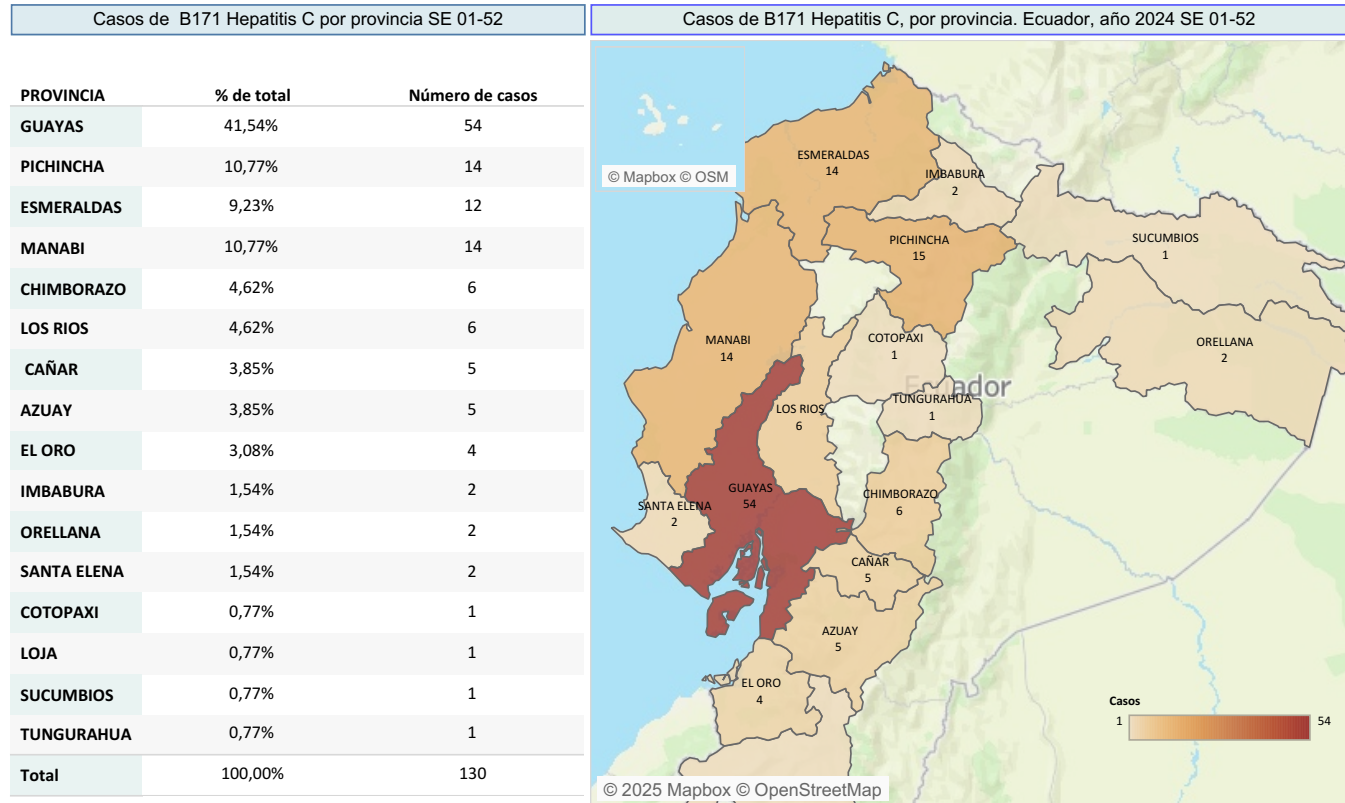 Casos de B171 Hepatitis C por provincia SE 01-52
PROVINCIA % de total Número de casos
GUAYAS 41,54% 54
PICHINCHA 10,77% 14
ESMERALDAS 9,23% 12
MANABI 10,77% 14
CHIMBORAZO 4,62% 6
LOS RIOS 4,62% 6
CAÑAR 3,85% 5
AZUAY 3,85% 5
EL ORO 3,08% 4
IMBABURA 1,54% 2
ORELLANA 1,54% 2
SANTA ELENA 1,54% 2
COTOPAXI 0,77% 1
LOJA 0,77% 1
SUCUMBIOS 0,77% 1
TUNGURAHUA 0,77% 1
Total 100,00% 130
Casos de B171 Hepatitis C, por provincia. Ecuador, año 2024 SE 01-52
© Mapbox © OSM
ESMERALDAS
14
IMBABURA
2
PICHINCHA
15
SUCUMBIOS
1
MANABI
14
COTOPAXI
1
ORELLANA
2
Ecuador
TUNGURAHUA
1
LOS RIOS
6
GUAYAS
54
SANTA ELENA
2
CHIMBORAZO
6
CAÑAR
5
AZUAY
5
EL ORO
4
Casos
1 54
© 2025 Mapbox © OpenStreetMap